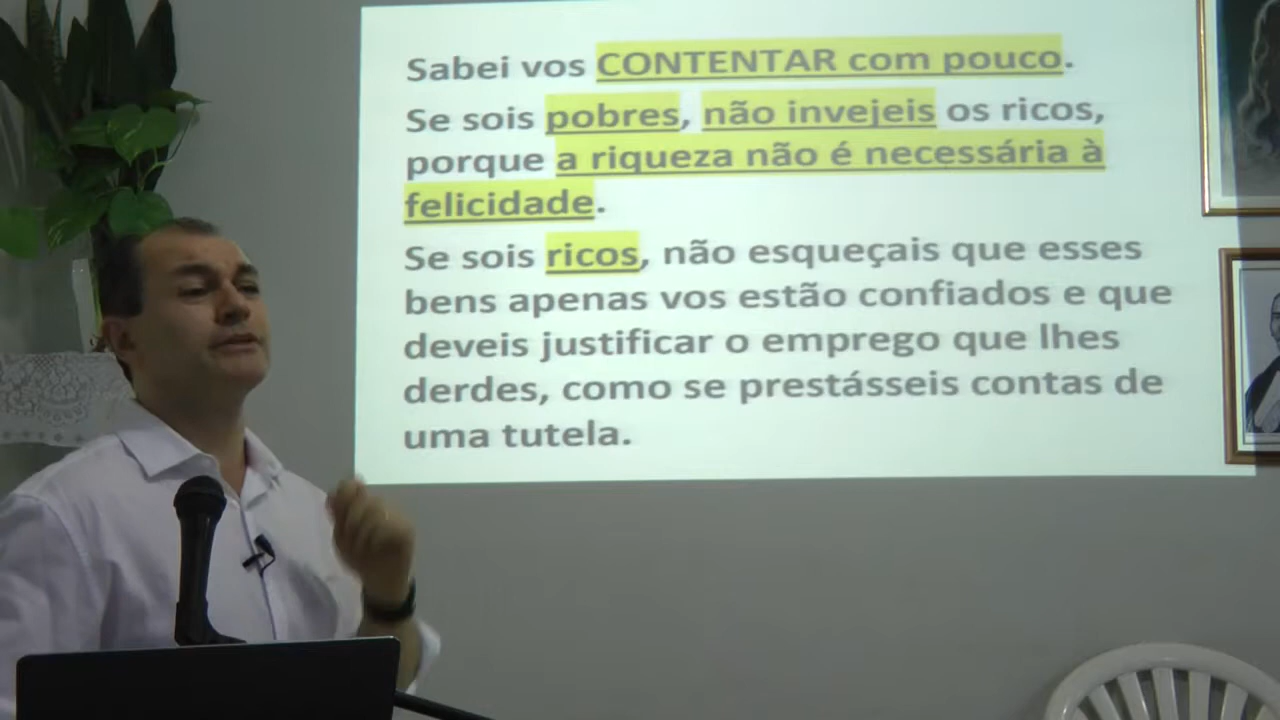 Sabei vos CONTENTAR com pouco.
Se sois pobres, não invejeis os ricos,
porque a riqueza não é necessária à
felicidade.
Se sois ricos, não esqueçais que esses
bens apenas vos estão confiados e que
deveis justificar o emprego que lhes
derdes, como se prestásseis contas de
uma tutela.